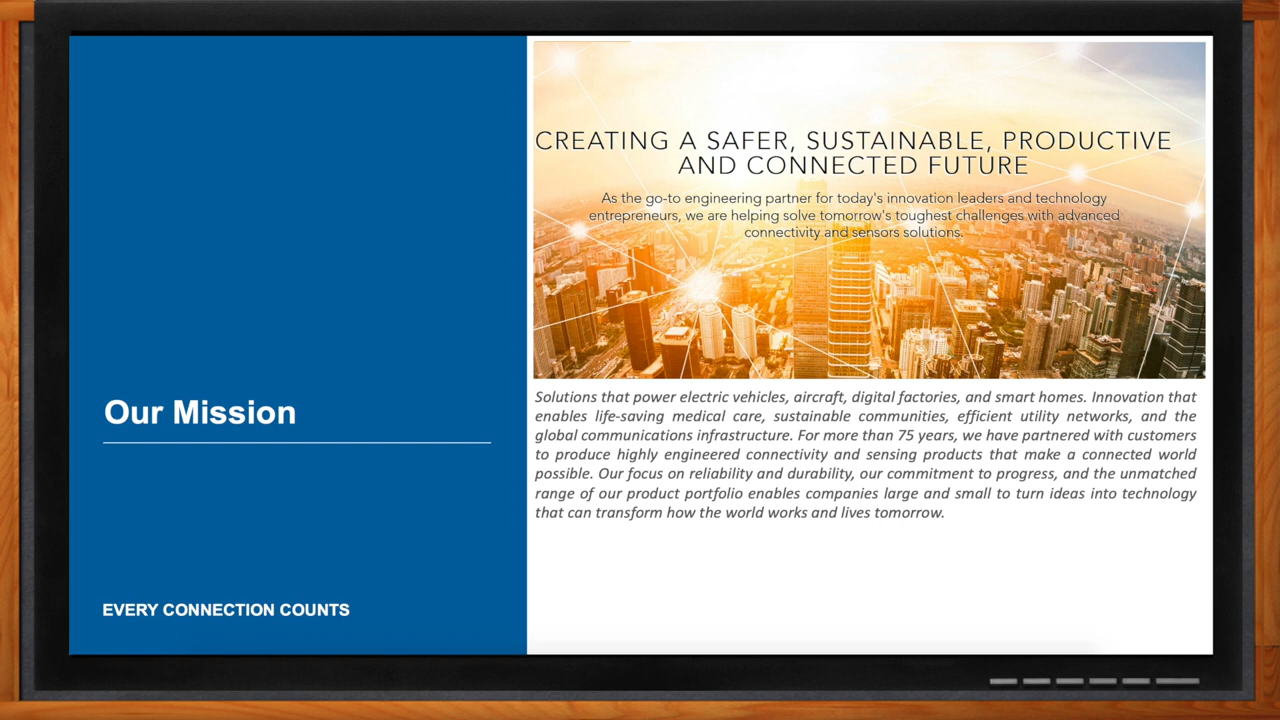 Our Mission
EVERY CONNECTION COUNTS
CREATING A SAFER, SUSTAINABLE, PRODUCTIVE
AND CONNECTED FUTURE
As the go-to engineering partner for today's innovation leaders and technology
entrepreneurs, we are helping solve tomorrow's toughest challenges with advanced
connectivity and sensors solutions.
Solutions that power electric vehicles, aircraft, digital factories, and smart homes. Innovation that
enables life-saving medical care, sustainable communities, efficient utility networks, and the
global communications infrastructure. For more than 75 years, we have partnered with customers
to produce highly engineered connectivity and sensing products that make a connected world
possible. Our focus on reliability and durability, our commitment to progress, and the unmatched
range of our product portfolio enables companies large and small to turn ideas into technology
that can transform how the world works and lives tomorrow.